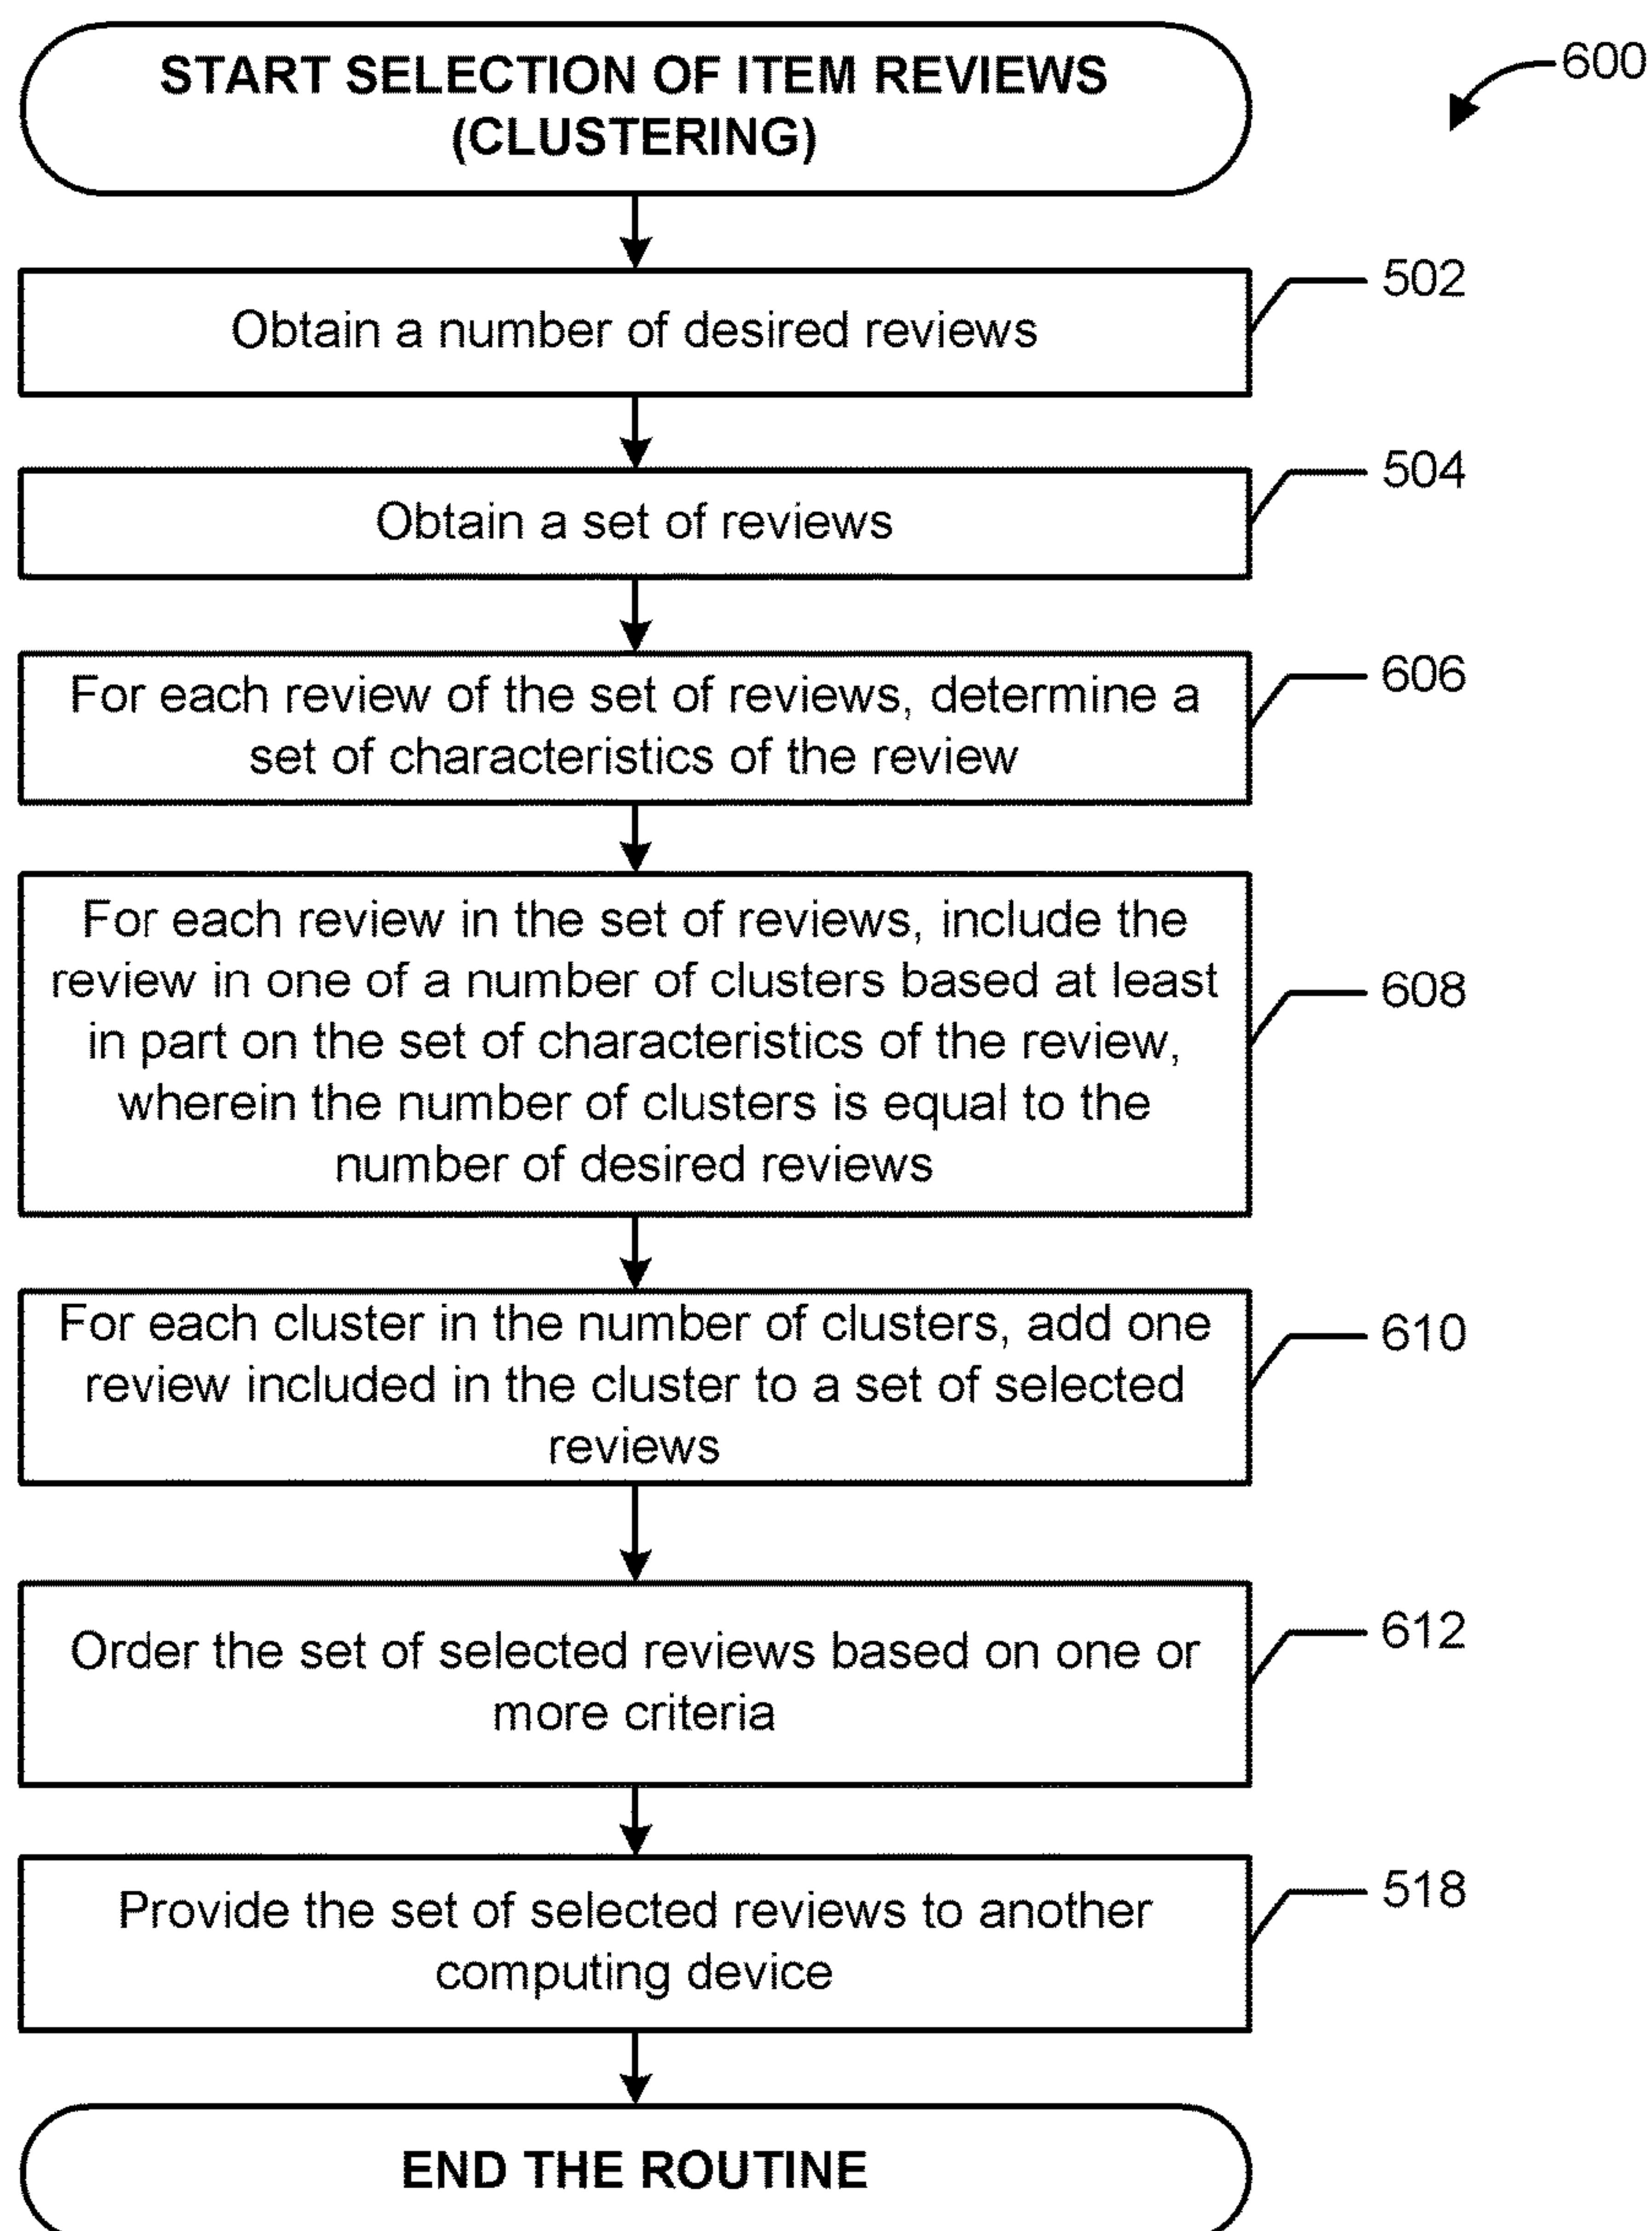 START SELECTION OF ITEM REVIEWS
(CLUSTERING)
600
Obtain a number of desired reviews
502
Obtain a set of reviews
504
For each review of the set of reviews, determine a
set of characteristics of the review
606
For each review in the set of reviews, include the
review in one of a number of clusters based at least
in part on the set of characteristics of the review,
wherein the number of clusters is equal to the
number of desired reviews
608
For each cluster in the number of clusters, add one
review included in the cluster to a set of selected
reviews
610
Order the set of selected reviews based on one or
more criteria
612
Provide the set of selected reviews to another
computing device
518
END THE ROUTINE